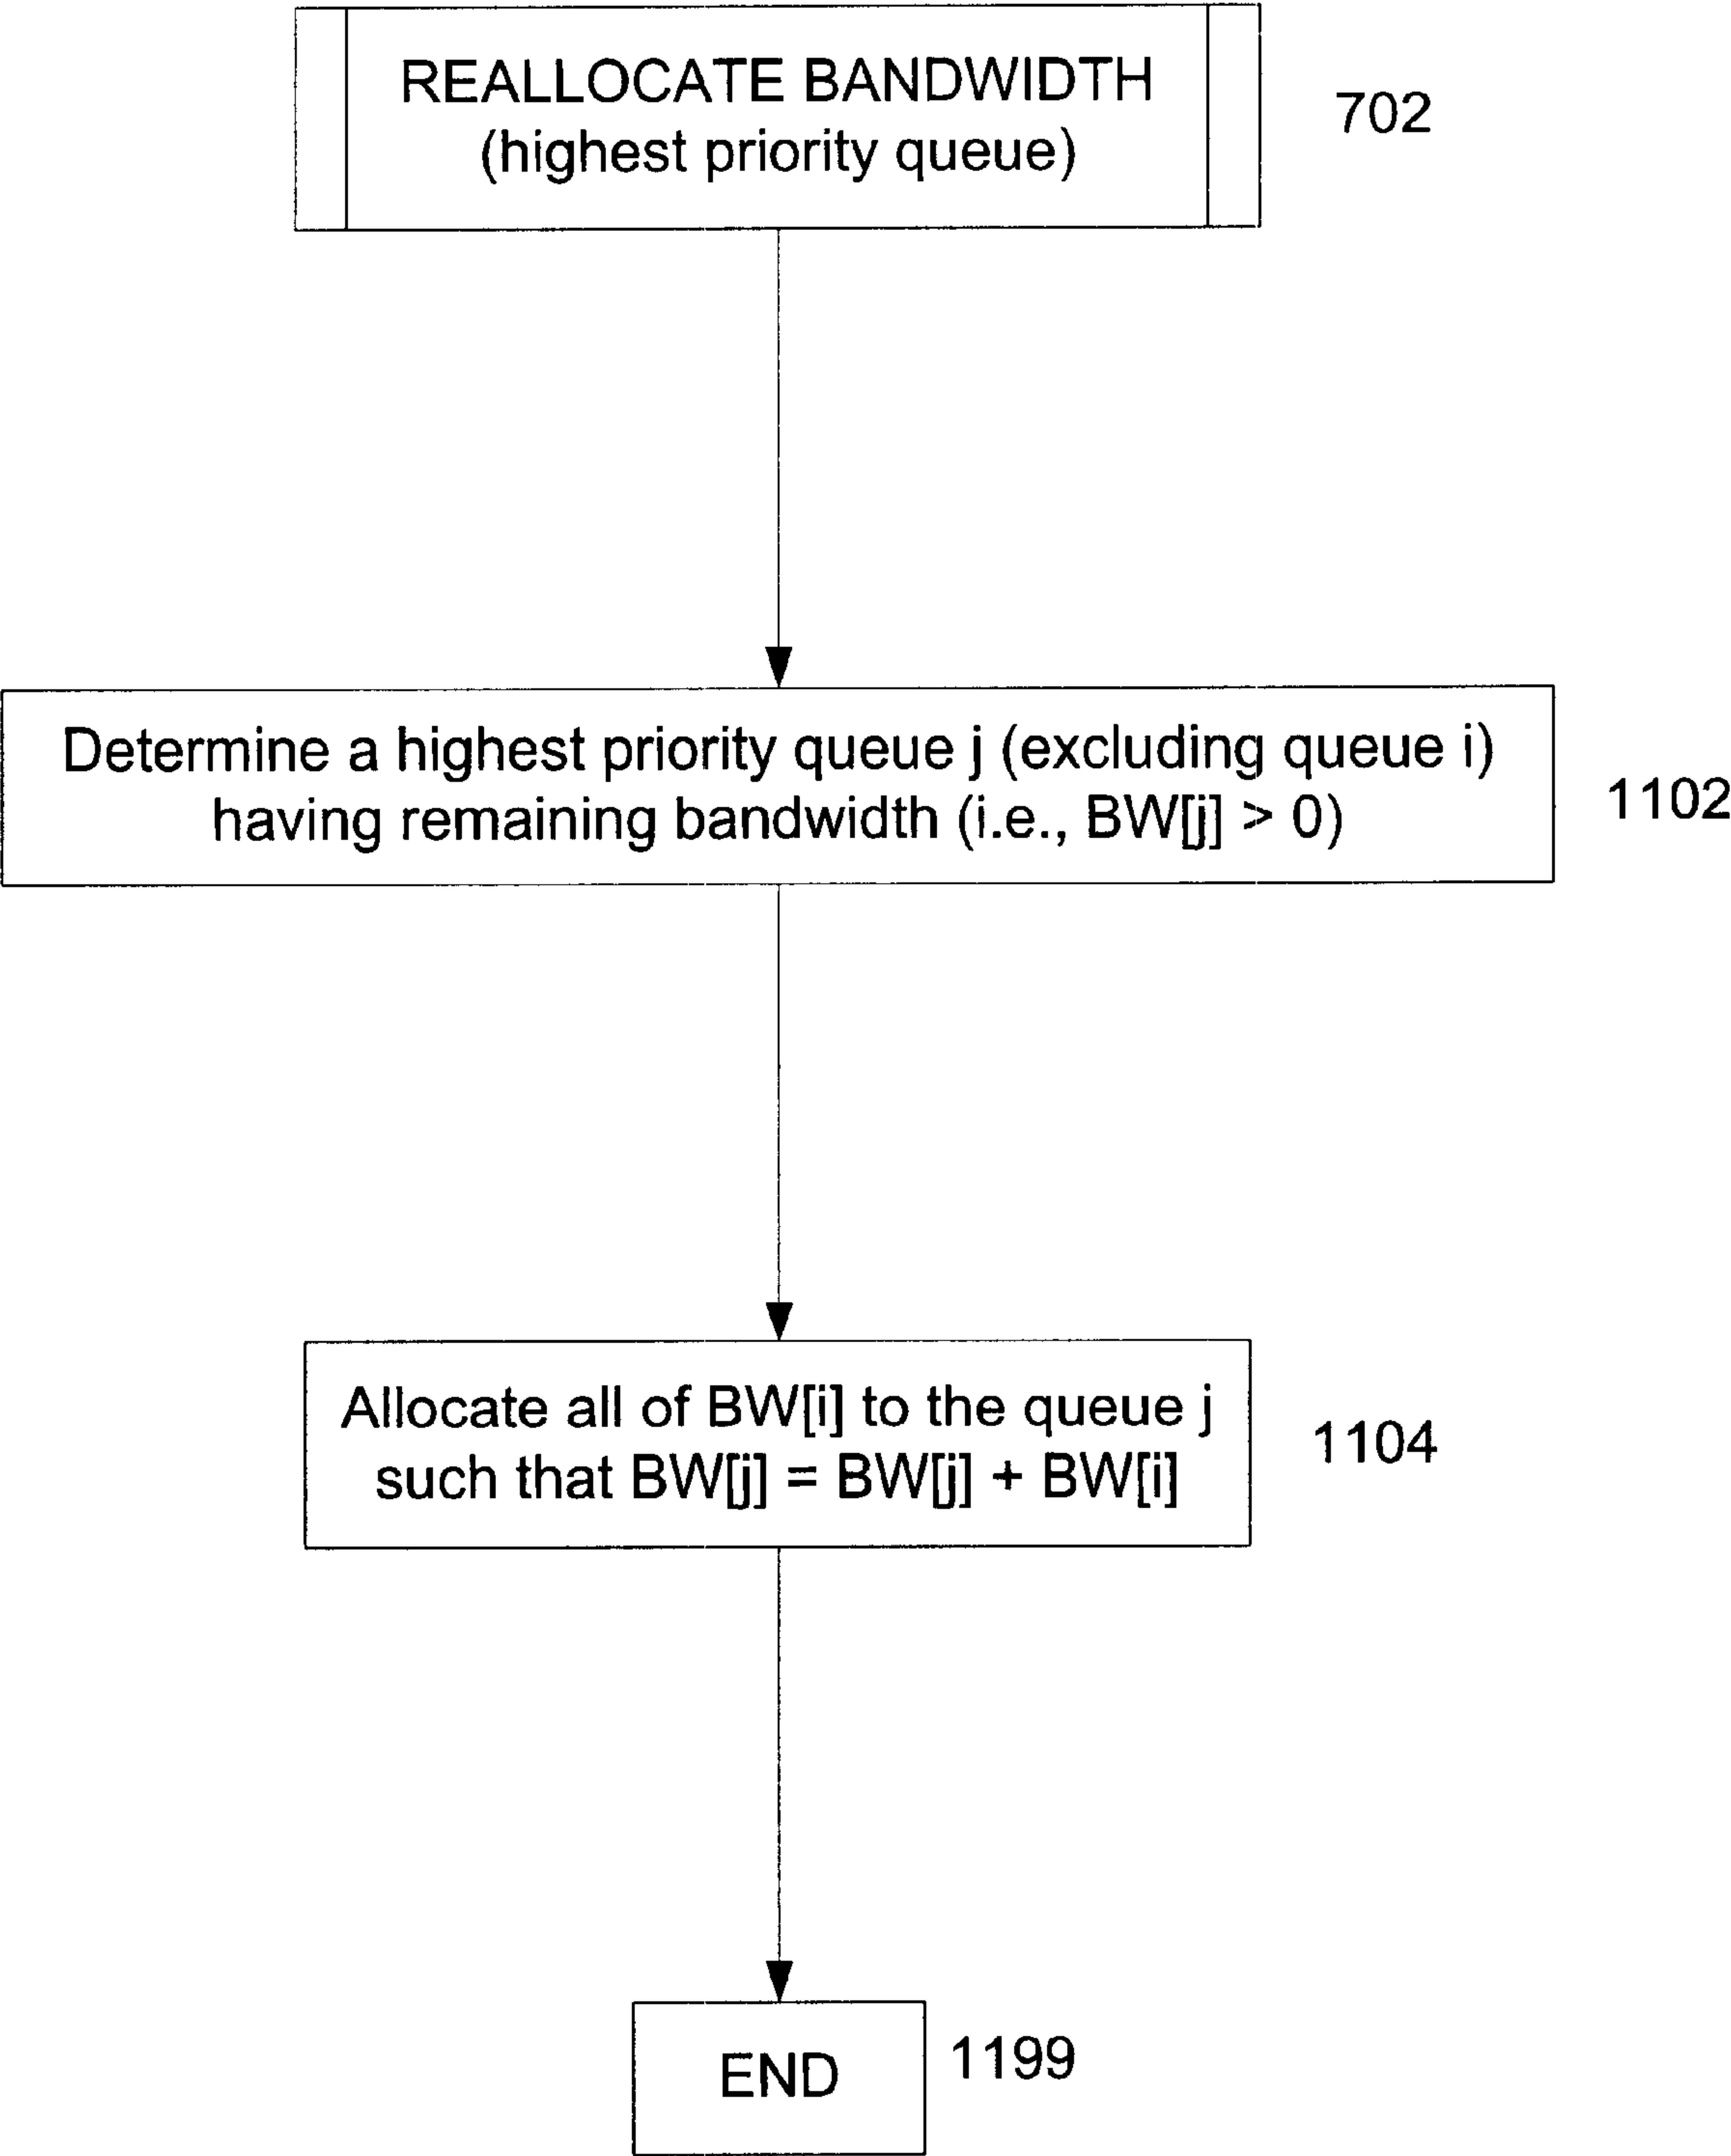 REALLOCATE BANDWIDTH
(highest priority queue)
702
Determine a highest priority queue j (excluding queue i)
having remaining bandwidth (i.e., BW[j] > 0)
1102
Allocate all of BW[i] to the queue j
such that BW[j] = BW[j] + BW[i]
1104
END
1199